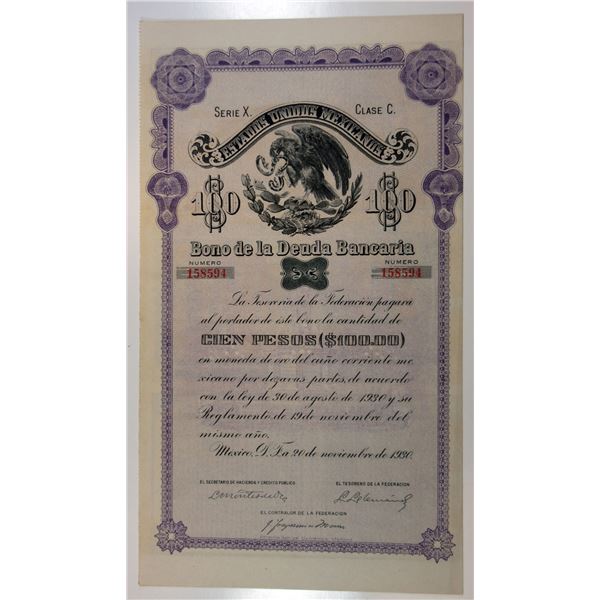 SERIE X.
CLASE C.
ESTADOS UNIDOS MEXICANOS
100
100
Bono de la Deuda Bancaria
NUMERO
NUMERO
158594
158594
La Tesorería de la Federación pagará
al portador de éste bono la cantidad de
CIEN PESOS ($100.00)
en moneda de oro del cuño corriente me
xicano por dozavas partes, de acuerdo
con la ley de 30 de agosto de 1930 y su
Reglamento, de 19 de noviembre del
mismo año.
Mexico, D. F. a 20 de noviembre de 1930.
EL SECRETARIO DE HACIENDA Y CREDITO PUBLICO
EL TESORERO DE LA FEDERACION
EL CONTRALOR DE LA FEDERACION